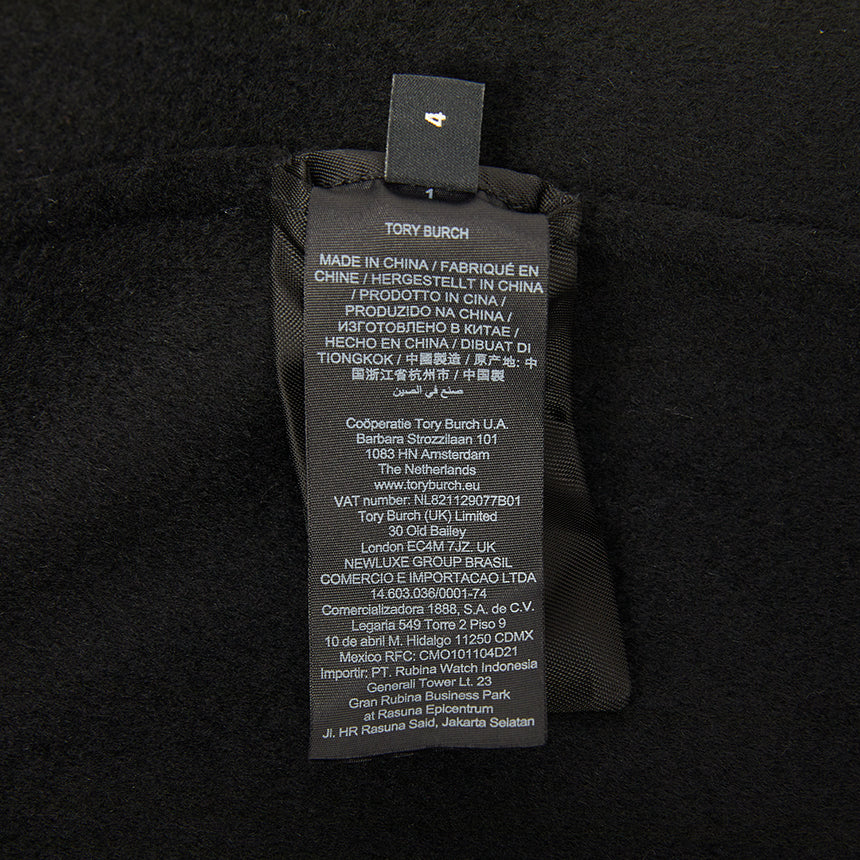 4
1
TORY BURCH
MADE IN CHINA / FABRIQUÉ EN
CHINE / HERGESTELLT IN CHINA
/ PRODOTTO IN CINA /
PRODUZIDO NA CHINA /
ИЗГОТОВЛЕНО В КИТАЕ /
HECHO EN CHINA / DIBUAT DI
TIONGKOK / 中國製造 / 原产地: 中
国浙江省杭州市 / 中国製
صنع في الصين
Coöperatie Tory Burch U.A.
Barbara Strozzilaan 101
1083 HN Amsterdam
The Netherlands
www.toryburch.eu
VAT number: NL821129077B01
Tory Burch (UK) Limited
30 Old Bailey
London EC4M 7JZ. UK
NEWLUXE GROUP BRASIL
COMERCIO E IMPORTACAO LTDA
14.603.036/0001-74
Comercializadora 1888, S.A. de C.V.
Legaria 549 Torre 2 Piso 9
10 de abril M. Hidalgo 11250 CDMX
Mexico RFC: CMO101104D21
Importir: PT. Rubina Watch Indonesia
Generali Tower Lt. 23
Gran Rubina Business Park
at Rasuna Epicentrum
Jl. HR Rasuna Said, Jakarta Selatan